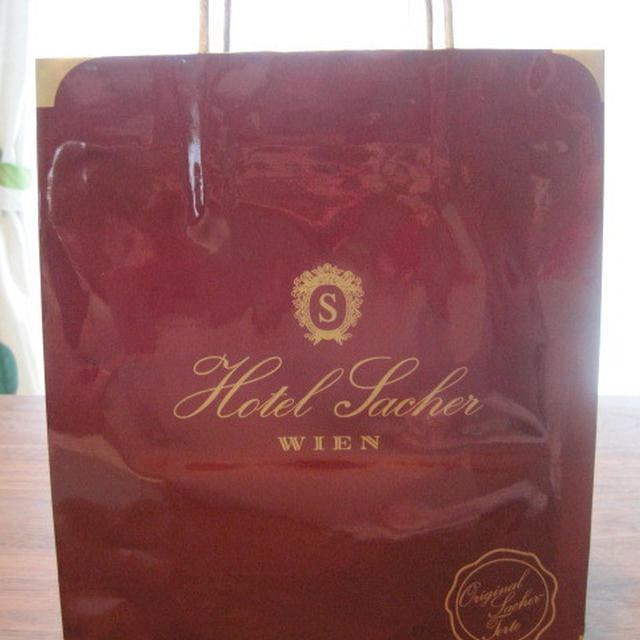 S
Hotel Sacher
WIEN
Original
Sacher-
Torte